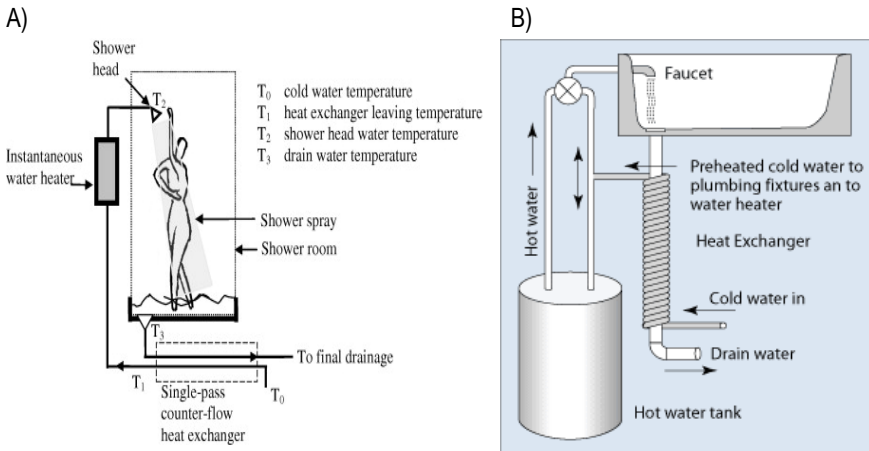 A)
Shower
head
T2
T0 cold water temperature
T1 heat exchanger leaving temperature
T2 shower head water temperature
T3 drain water temperature
Instantaneous
water heater
Shower spray
Shower room
T3
To final drainage
T1
T0
Single-pass
counter-flow
heat exchanger
B)
Faucet
Preheated cold water to
plumbing fixtures an to
water heater
Hot water
Heat Exchanger
Cold water in
Drain water
Hot water tank